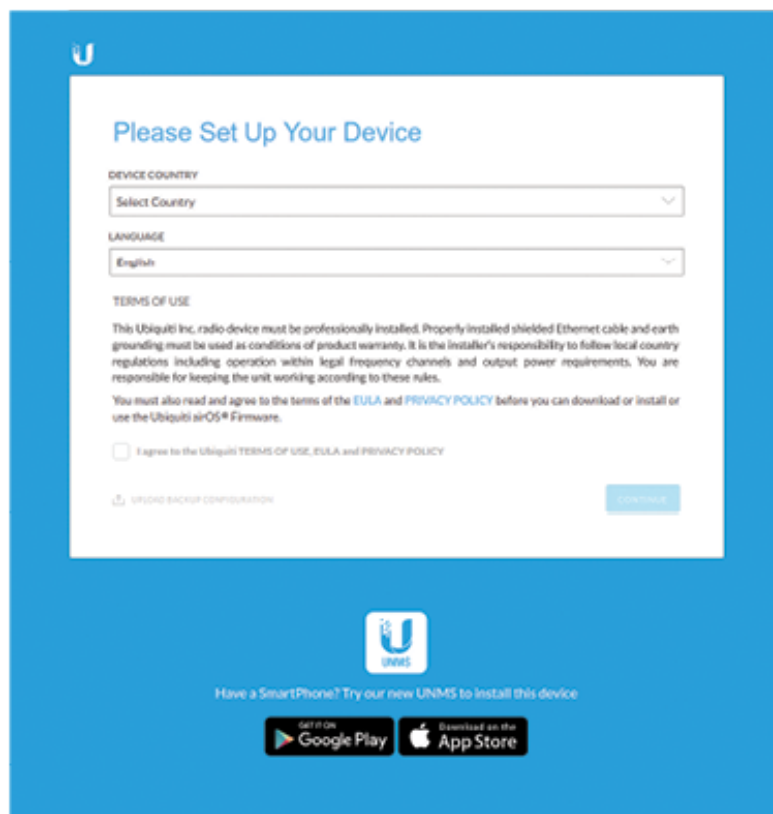 Please Set Up Your Device
DEVICE COUNTRY
Select Country
LANGUAGE
English
TERMS OF USE
This Ubiquiti Inc. radio device must be professionally installed. Properly installed shielded Ethernet cable and earth
grounding must be used as conditions of product warranty. It is the installer's responsibility to follow local country
regulations including operation within legal frequency channels and output power requirements. You are
responsible for keeping the unit working according to these rules.
You must also read and agree to the terms of the EULA and PRIVACY POLICY before you can download or install or
use the Ubiquiti airOS® Firmware.
I agree to the Ubiquiti TERMS OF USE, EULA and PRIVACY POLICY
UPLOAD BACKUP CONFIGURATION
CONTINUE
UNMS
Have a SmartPhone? Try our new UNMS to install this device
GET IT ON
Google Play
Download on the
App Store